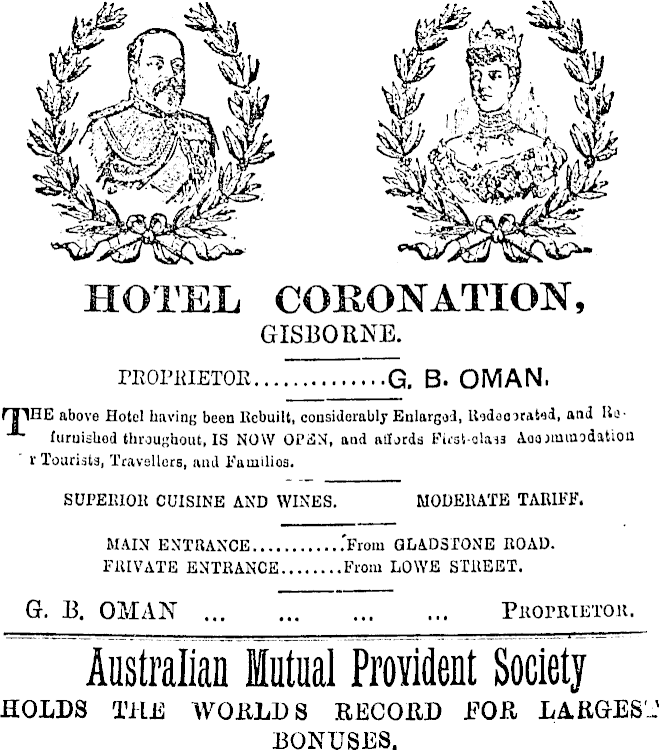 HOTEL CORONATION,
GISBORNE.
PROPRIETOR..............G. B. OMAN.
THE above Hotel having been Rebuilt, considerably Enlarged, Redecorated, and Re-
furnished throughout, IS NOW OPEN, and affords First-class Accommodation
r Tourists, Travellers, and Families.
SUPERIOR CUISINE AND WINES. MODERATE TARIFF.
MAIN ENTRANCE...........From GLADSTONE ROAD.
PRIVATE ENTRANCE........From LOWE STREET.
G. B. OMAN ... ... ... ... PROPRIETOR.
Australian Mutual Provident Society
HOLDS THE WORLDS RECORD FOR LARGEST
BONUSES.